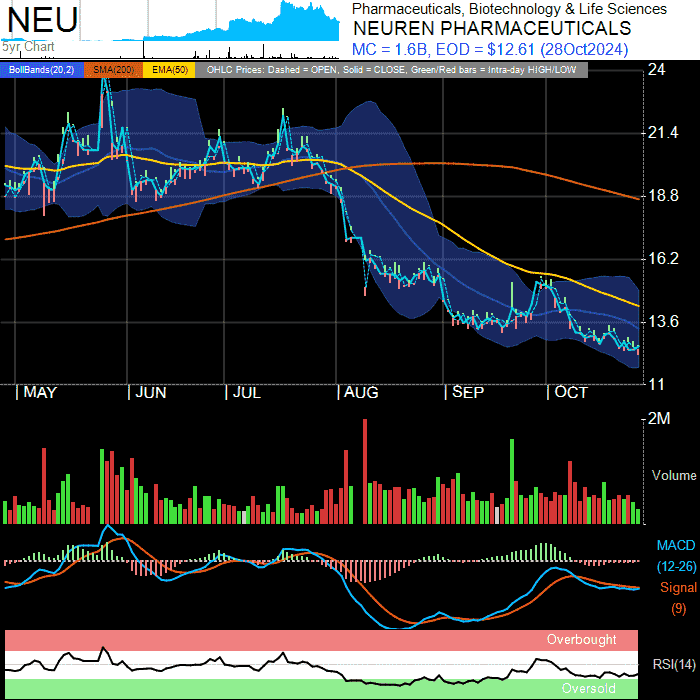 NEU
Pharmaceuticals, Biotechnology & Life Sciences
NEUREN PHARMACEUTICALS
MC = 1.6B, EOD = $12.61 (28Oct2024)
5yr Chart
BollBands(20,2) SMA(200) EMA(50) OHLC Prices: Dashed = OPEN, Solid = CLOSE, Green/Red bars = Intra-day HIGH/LOW
24
21.4
18.8
16.2
13.6
11
MAY JUN JUL AUG SEP OCT
2M
Volume
MACD
(12-26)
Signal
(9)
Overbought
RSI(14)
Oversold